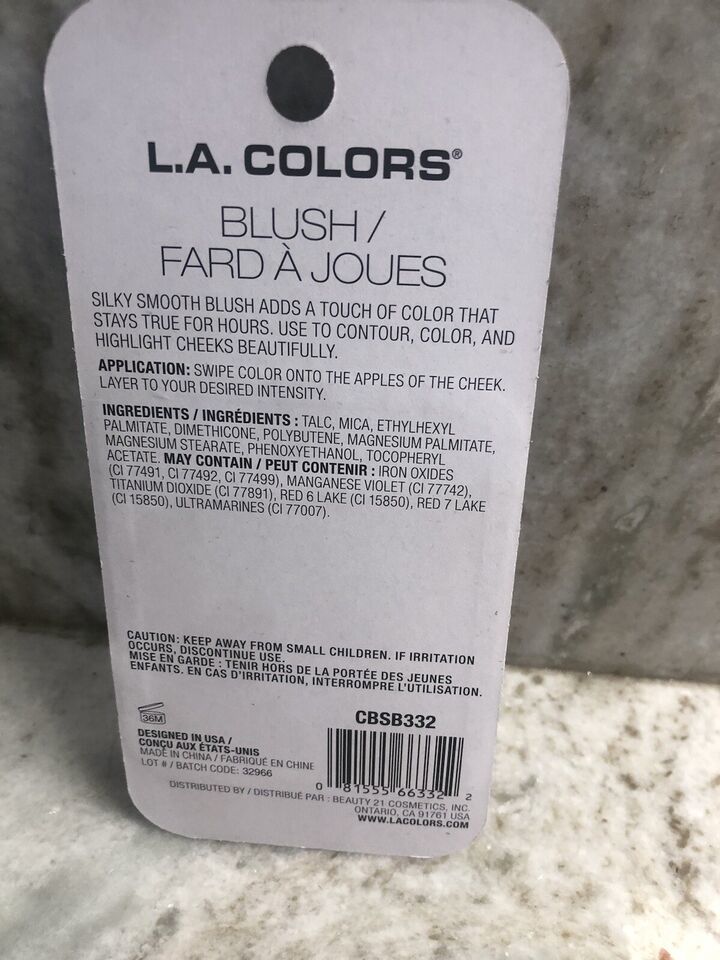 L.A. COLORS®
BLUSH /
FARD À JOUES
SILKY SMOOTH BLUSH ADDS A TOUCH OF COLOR THAT
STAYS TRUE FOR HOURS. USE TO CONTOUR, COLOR, AND
HIGHLIGHT CHEEKS BEAUTIFULLY.
APPLICATION: SWIPE COLOR ONTO THE APPLES OF THE CHEEK.
LAYER TO YOUR DESIRED INTENSITY.
INGREDIENTS / INGRÉDIENTS : TALC, MICA, ETHYLHEXYL
PALMITATE, DIMETHICONE, POLYBUTENE, MAGNESIUM PALMITATE,
MAGNESIUM STEARATE, PHENOXYETHANOL, TOCOPHERYL
ACETATE. MAY CONTAIN / PEUT CONTENIR : IRON OXIDES
(CI 77491, CI 77492, CI 77499), MANGANESE VIOLET (CI 77742),
TITANIUM DIOXIDE (CI 77891), RED 6 LAKE (CI 15850), RED 7 LAKE
(CI 15850), ULTRAMARINES (CI 77007).
CAUTION: KEEP AWAY FROM SMALL CHILDREN. IF IRRITATION
OCCURS, DISCONTINUE USE.
MISE EN GARDE : TENIR HORS DE LA PORTÉE DES JEUNES
ENFANTS. EN CAS D'IRRITATION, INTERROMPRE L'UTILISATION.
36M
DESIGNED IN USA /
CONÇU AUX ÉTATS-UNIS
MADE IN CHINA / FABRIQUÉ EN CHINE
LOT # / BATCH CODE: 32966
CBSB332
0 81555 66332 2
DISTRIBUTED BY / DISTRIBUÉ PAR : BEAUTY 21 COSMETICS, INC.
ONTARIO, CA 91761 USA
WWW.LACOLORS.COM